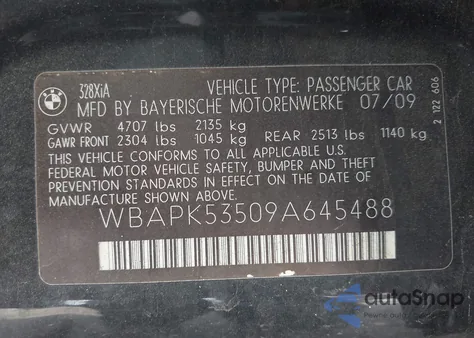 BMW
328XiA
VEHICLE TYPE: PASSENGER CAR
MFD BY BAYERISCHE MOTORENWERKE 07/09
GVWR 4707 lbs 2135 kg
GAWR FRONT 2304 lbs 1045 kg REAR 2513 lbs 1140 kg
THIS VEHICLE CONFORMS TO ALL APPLICABLE U.S.
FEDERAL MOTOR VEHICLE SAFETY, BUMPER AND THEFT
PREVENTION STANDARDS IN EFFECT ON THE DATE OF
MANUFACTURE SHOWN ABOVE.
WBAPK53509A645488
2 122 606
autoSnap